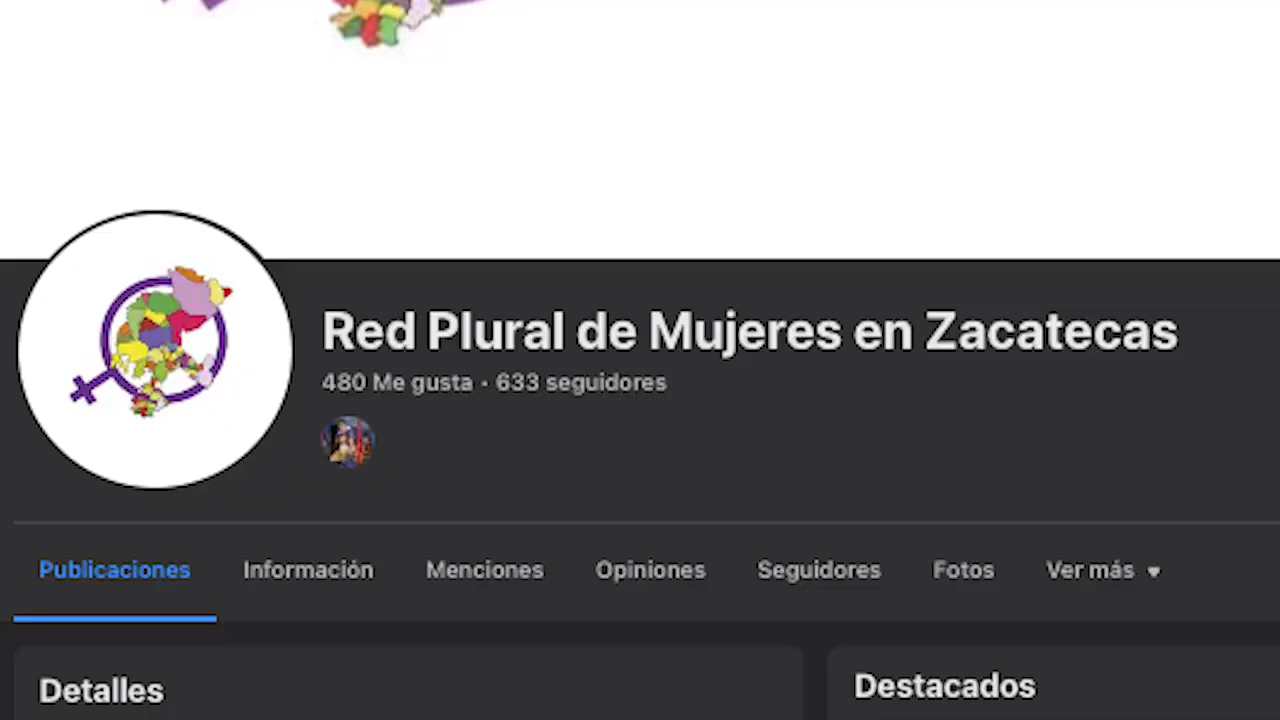 Red Plural de Mujeres en Zacatecas
480 Me gusta • 633 seguidores
Publicaciones Información Menciones Opiniones Seguidores Fotos Ver más
Detalles
Destacados